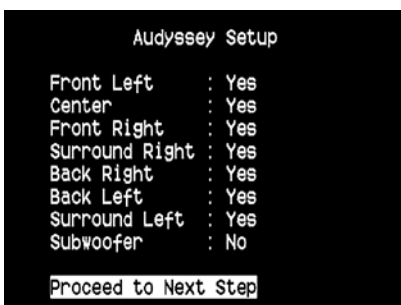 Audyssey Setup
Front Left : Yes
Center : Yes
Front Right : Yes
Surround Right : Yes
Back Right : Yes
Back Left : Yes
Surround Left : Yes
Subwoofer : No
Proceed to Next Step